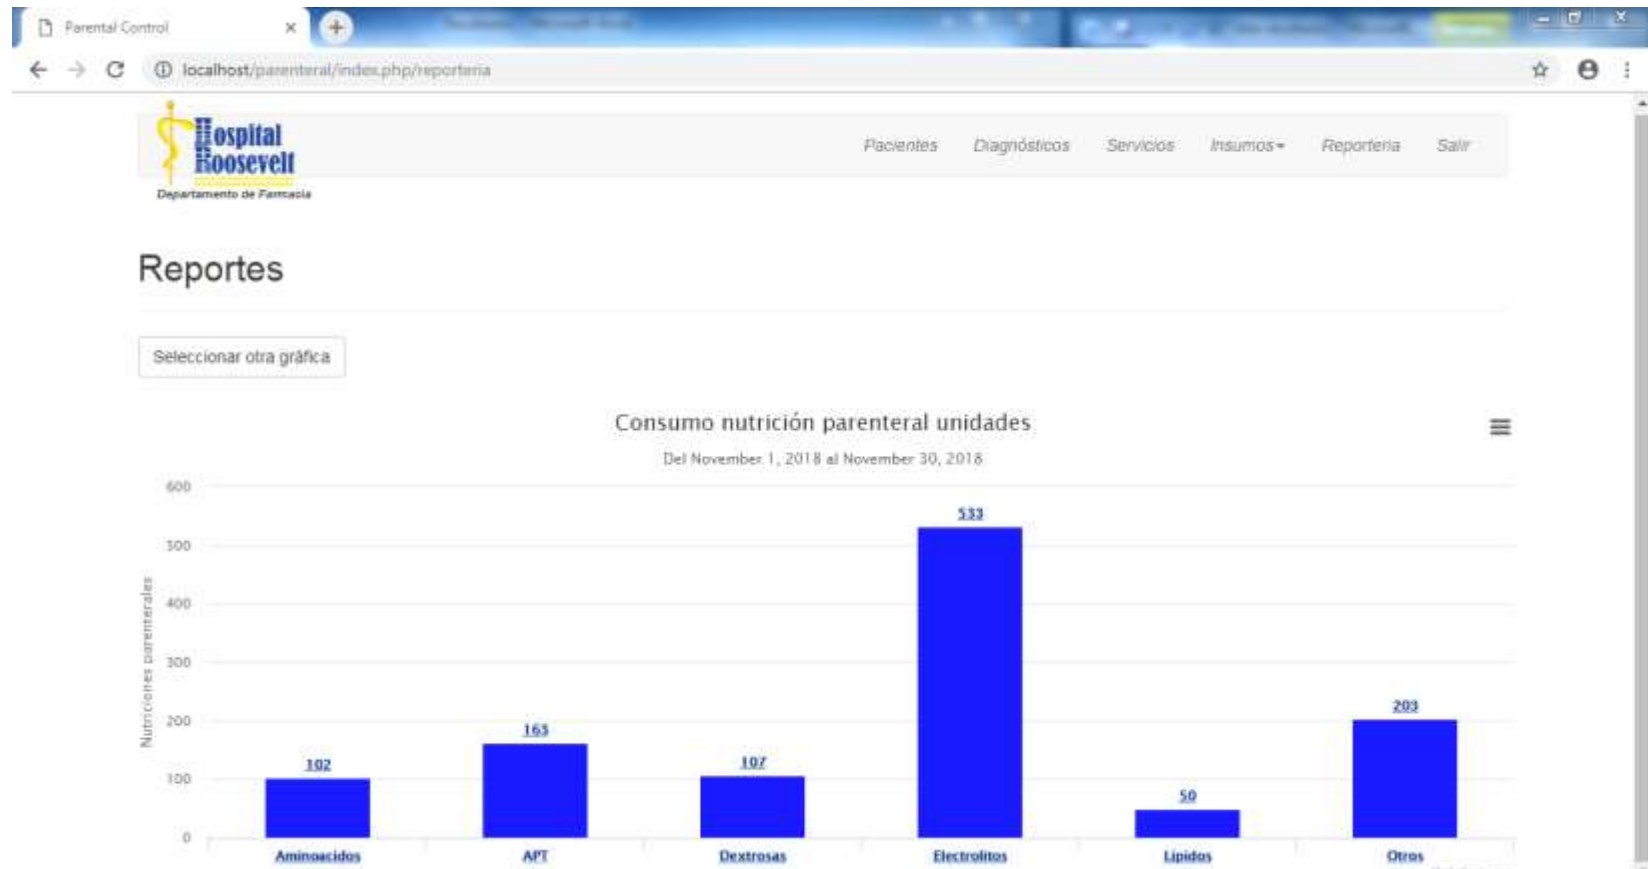 Parental Control
localhost/parenteral/index.php/reporteria
Hospital
Roosevelt
Departamento de Farmacia
Pacientes Diagnósticos Servicios Insumos Reporteria Salir
Reportes
Seleccionar otra gráfica
Consumo nutrición parenteral unidades
Del November 1, 2018 al November 30, 2018
Nutriciones parenterales
600
500
400
300
200
100
0
102
163
107
533
50
203
Aminoacidos APT Dextrosas Electrolitos Lipidos Otros